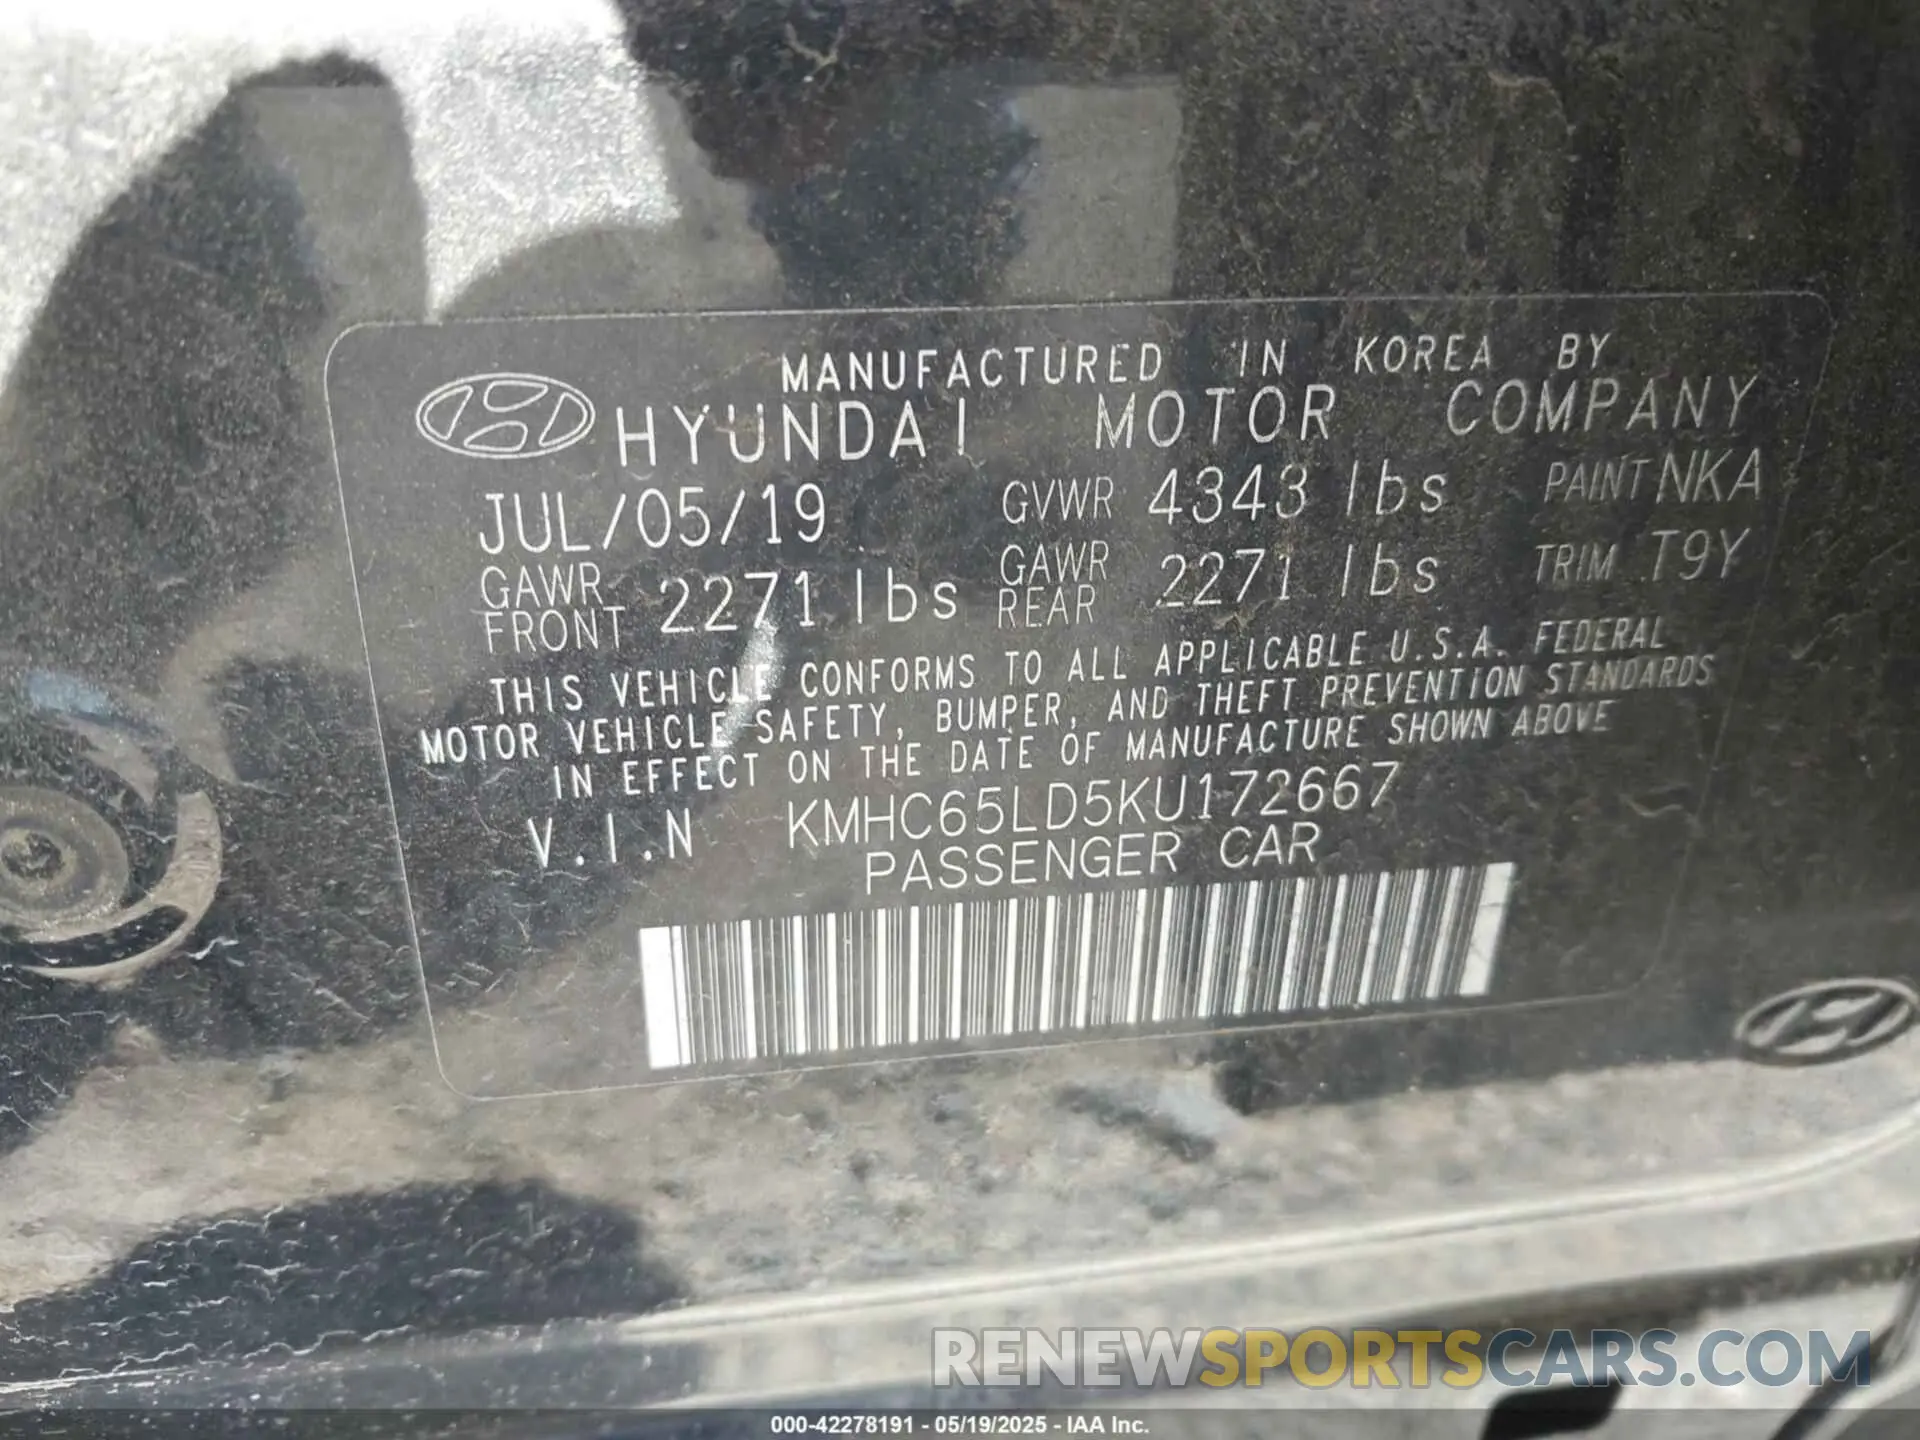 MANUFACTURED IN KOREA BY
HYUNDAI MOTOR COMPANY
JUL/05/19 GVWR 4343 lbs PAINT NKA
GAWR FRONT 2271 lbs GAWR REAR 2271 lbs TRIM T9Y
THIS VEHICLE CONFORMS TO ALL APPLICABLE U.S.A. FEDERAL
MOTOR VEHICLE SAFETY, BUMPER, AND THEFT PREVENTION STANDARDS
IN EFFECT ON THE DATE OF MANUFACTURE SHOWN ABOVE
V.I.N KMHC65LD5KU172667
PASSENGER CAR
RENEWSPORTSCARS.COM
000-42278191 - 05/19/2025 - IAA Inc.